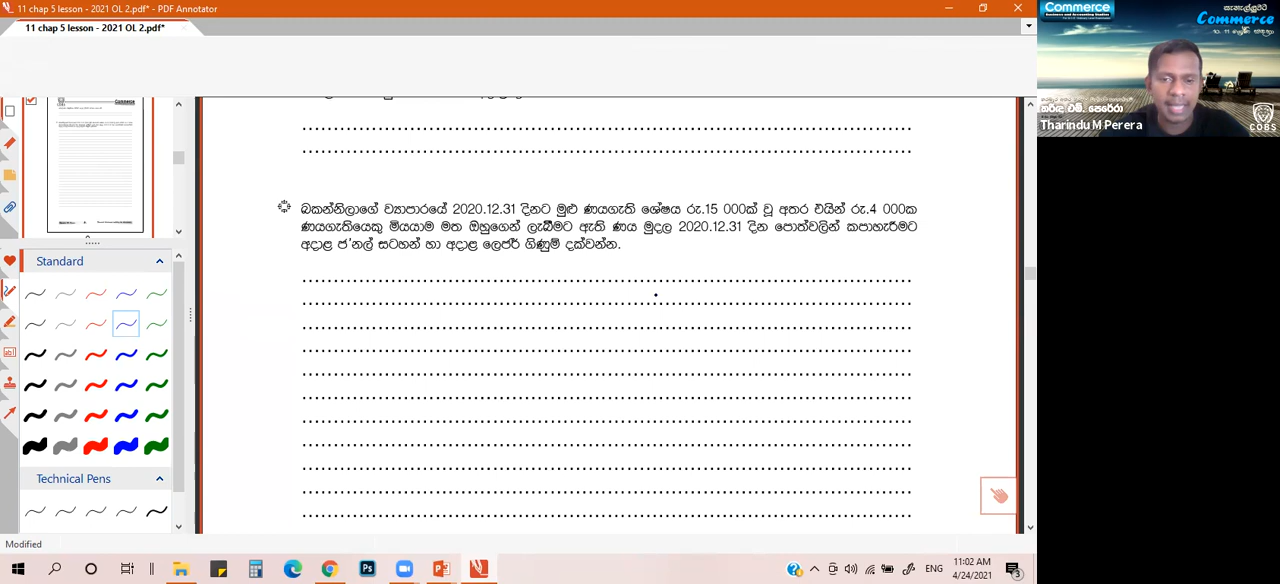 11 chap 5 lesson - 2021 OL 2.pdf* - PDF Annotator
11 chap 5 lesson - 2021 OL 2.pdf*
බකන්නිලාගේ ව්‍යාපාරයේ 2020.12.31 දිනට මුළු ණයගැති ශේෂය රු.15 000ක් වූ අතර එයින් රු.4 000ක
ණයගැතියෙකු මියයාම මත ඔහුගෙන් ලැබීමට ඇති ණය මුදල 2020.12.31 දින පොත්වලින් කපාහැරීමට
අදාළ ජ'නල් සටහන් හා අදාළ ලෙජර් ගිණුම් දක්වන්න.
Standard
Technical Pens
Modified
Commerce
Commerce
Tharindu M Perera
COBS
ENG
11:02 AM
4/24/2021